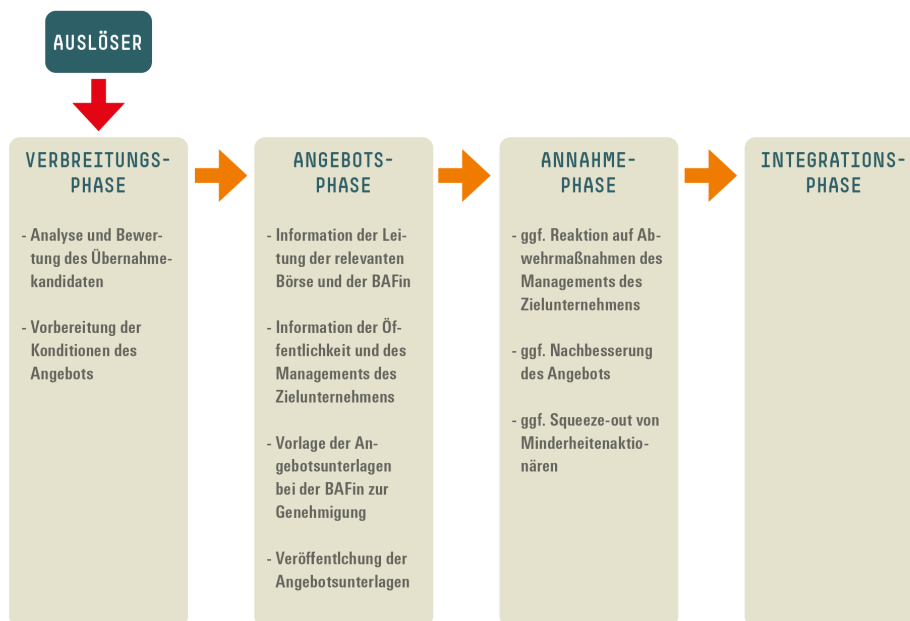 AUSLÖSER
VERBREITUNGS-
PHASE
- Analyse und Bewer-
tung des Übernahme-
kandidaten
- Vorbereitung der
Konditionen des
Angebots
ANGEBOTS-
PHASE
- Information der Lei-
tung der relevanten
Börse und der BAFin
- Information der Öf-
fentlichkeit und des
Managements des
Zielunternehmens
- Vorlage der An-
gebotsunterlagen
bei der BAFin zur
Genehmigung
- Veröffentlchung der
Angebotsunterlagen
ANNAHME-
PHASE
- ggf. Reaktion auf Ab-
wehrmaßnahmen des
Managements des
Zielunternehmens
- ggf. Nachbesserung
des Angebots
- ggf. Squeeze-out von
Minderheitenaktio-
nären
INTEGRATIONS-
PHASE